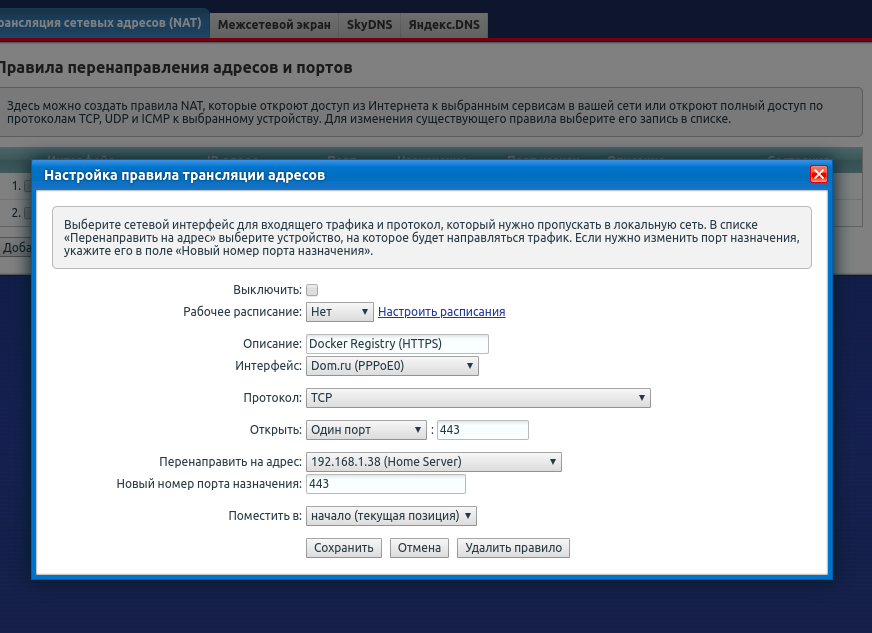 рансляция сетевых адресов (NAT) Межсетевой экран SkyDNS Яндекс.DNS
Правила перенаправления адресов и портов
Здесь можно создать правила NAT, которые откроют доступ из Интернета к выбранным сервисам в вашей сети или откроют полный доступ по
протоколам TCP, UDP и ICMP к выбранному устройству. Для изменения существующего правила выберите его запись в списке.
Настройка правила трансляции адресов
1.
2.
Доба
Выберите сетевой интерфейс для входящего трафика и протокол, который нужно пропускать в локальную сеть. В списке
«Перенаправить на адрес» выберите устройство, на которое будет направляться трафик. Если нужно изменить порт назначения,
укажите его в поле «Новый номер порта назначения».
Выключить:
Рабочее расписание: Нет Настроить расписания
Описание: Docker Registry (HTTPS)
Интерфейс: Dom.ru (PPPoE0)
Протокол: TCP
Открыть: Один порт : 443
Перенаправить на адрес: 192.168.1.38 (Home Server)
Новый номер порта назначения: 443
Поместить в: начало (текущая позиция)
Сохранить Отмена Удалить правило